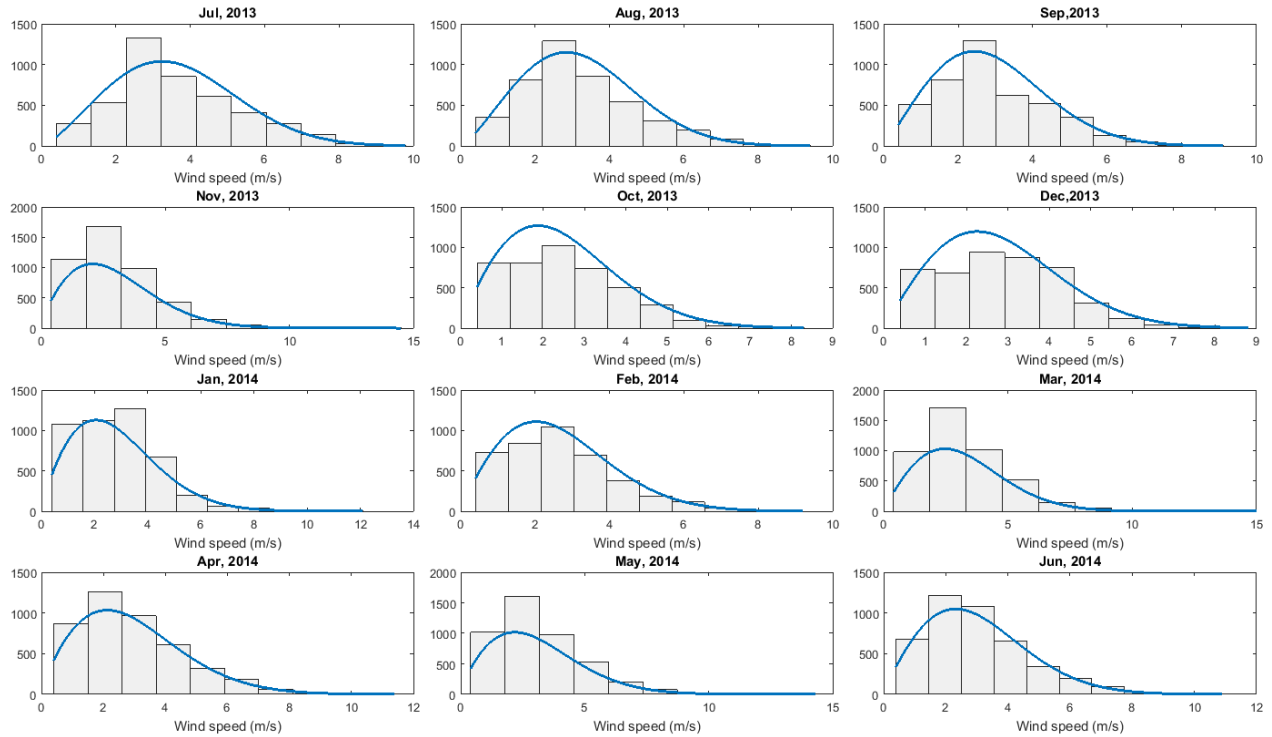 Jul, 2013
1500
1000
500
0
0 2 4 6 8 10
Wind speed (m/s)
Aug, 2013
1500
1000
500
0
0 2 4 6 8 10
Wind speed (m/s)
Sep,2013
1500
1000
500
0
0 2 4 6 8 10
Wind speed (m/s)
Nov, 2013
2000
1500
1000
500
0
0 5 10 15
Wind speed (m/s)
Oct, 2013
1500
1000
500
0
0 1 2 3 4 5 6 7 8 9
Wind speed (m/s)
Dec,2013
1500
1000
500
0
0 1 2 3 4 5 6 7 8 9
Wind speed (m/s)
Jan, 2014
1500
1000
500
0
0 2 4 6 8 10 12 14
Wind speed (m/s)
Feb, 2014
1500
1000
500
0
0 2 4 6 8 10
Wind speed (m/s)
Mar, 2014
2000
1500
1000
500
0
0 5 10 15
Wind speed (m/s)
Apr, 2014
1500
1000
500
0
0 2 4 6 8 10 12
Wind speed (m/s)
May, 2014
2000
1500
1000
500
0
0 5 10 15
Wind speed (m/s)
Jun, 2014
1500
1000
500
0
0 2 4 6 8 10 12
Wind speed (m/s)